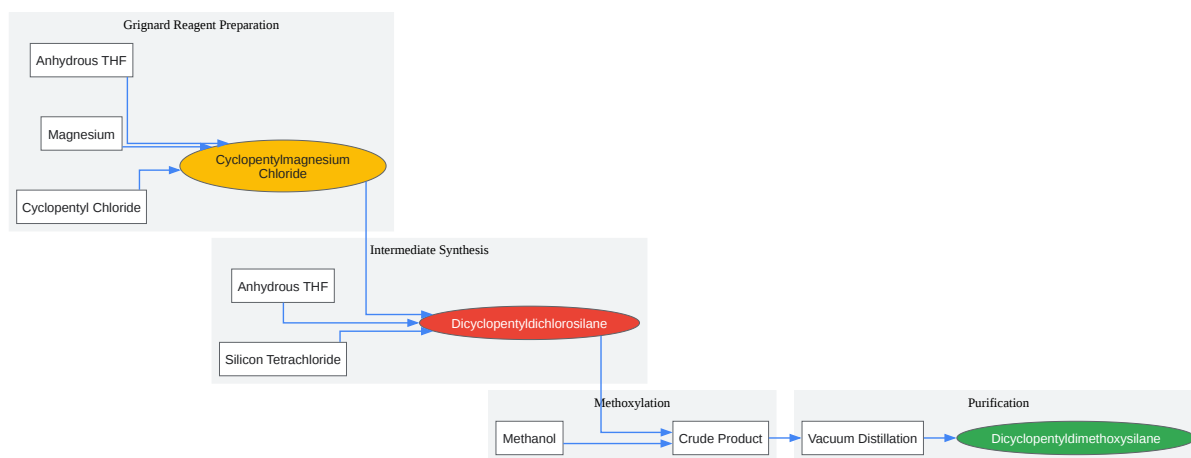 Grignard Reagent Preparation
Anhydrous THF
Magnesium
Cyclopentylmagnesium
Chloride
Cyclopentyl Chloride
Intermediate Synthesis
Anhydrous THF
Dicyclopentyldichlorosilane
Silicon Tetrachloride
Methoxylation
Methanol
Crude Product
Purification
Vacuum Distillation
Dicyclopentyldimethoxysilane